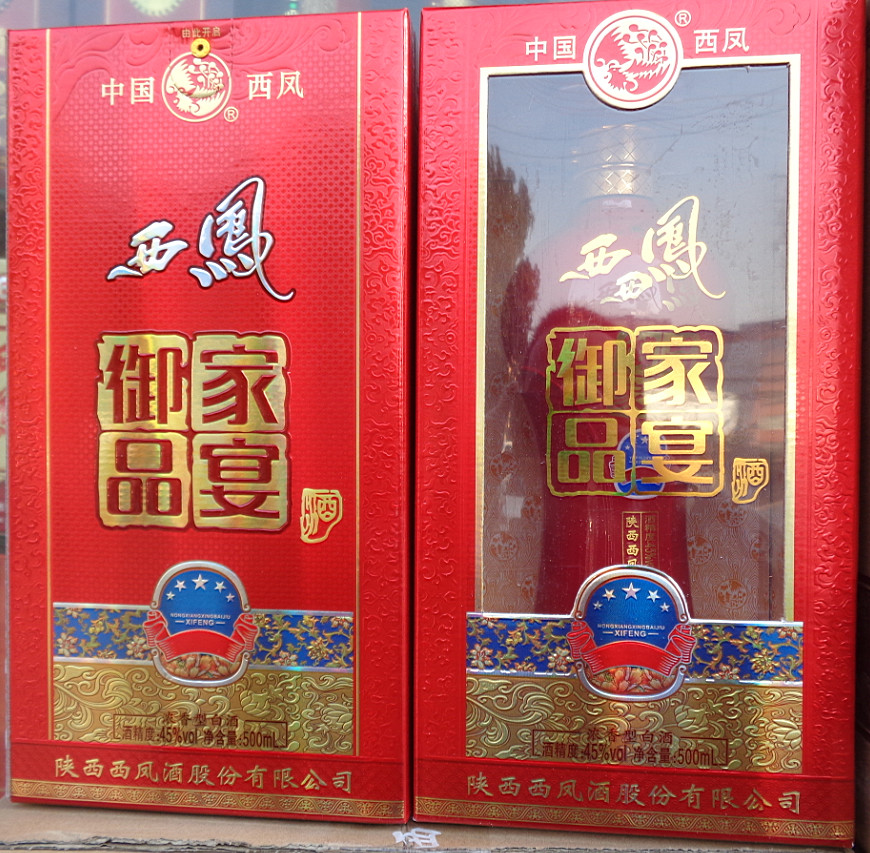 由此开启
中国 西凤
®
西鳳
御家
品宴
酒
HONGXIANGXINGBAIJIU
XIFENG
浓香型白酒
酒精度:45%vol 净含量:500mL
陕西西凤酒股份有限公司
中国 西凤
®
西鳳
御家
品宴
酒
陕西西
HONGXIANGXINGBAIJIU
XIFENG
浓香型白酒
酒精度:45%vol 净含量:500mL
陕西西凤酒股份有限公司